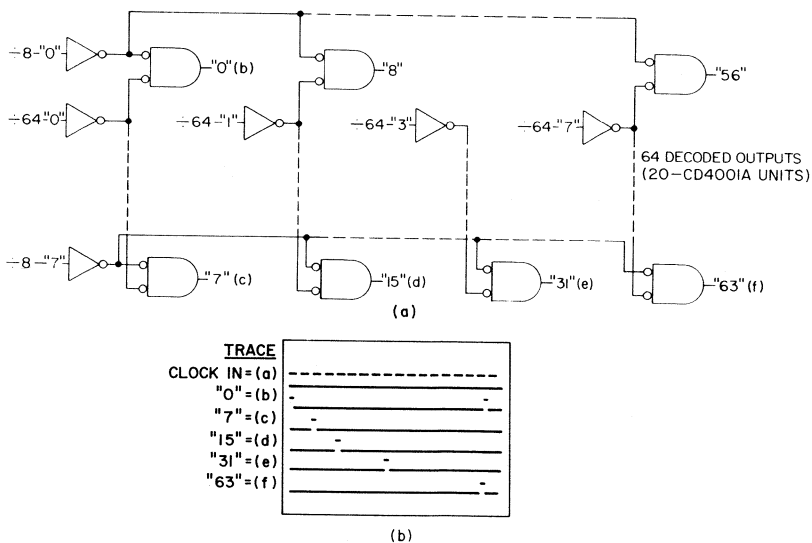 ÷8-"0"
"0"(b)
"8"
"56"
÷64-"0"
÷64-"1"
÷64-"3"
÷64-"7"
64 DECODED OUTPUTS
(20-CD4001A UNITS)
÷8-"7"
"7" (c)
"15"(d)
"31"(e)
"63"(f)
(a)
TRACE
CLOCK IN=(a)
"0"=(b)
"7"=(c)
"15"=(d)
"31"=(e)
"63"=(f)
(b)